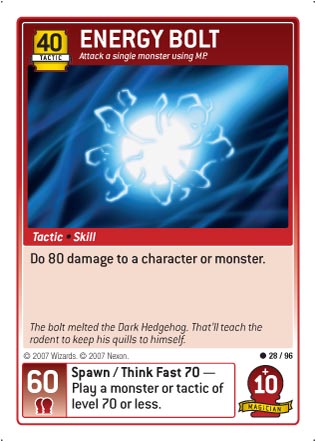 40
TACTIC
ENERGY BOLT
Attack a single monster using MP.
Tactic • Skill
Do 80 damage to a character or monster.
The bolt melted the Dark Hedgehog. That'll teach the
rodent to keep his quills to himself.
© 2007 Wizards. © 2007 Nexon.
● 28 / 96
60
Spawn / Think Fast 70 —
Play a monster or tactic of
level 70 or less.
+
10
MAGICIAN